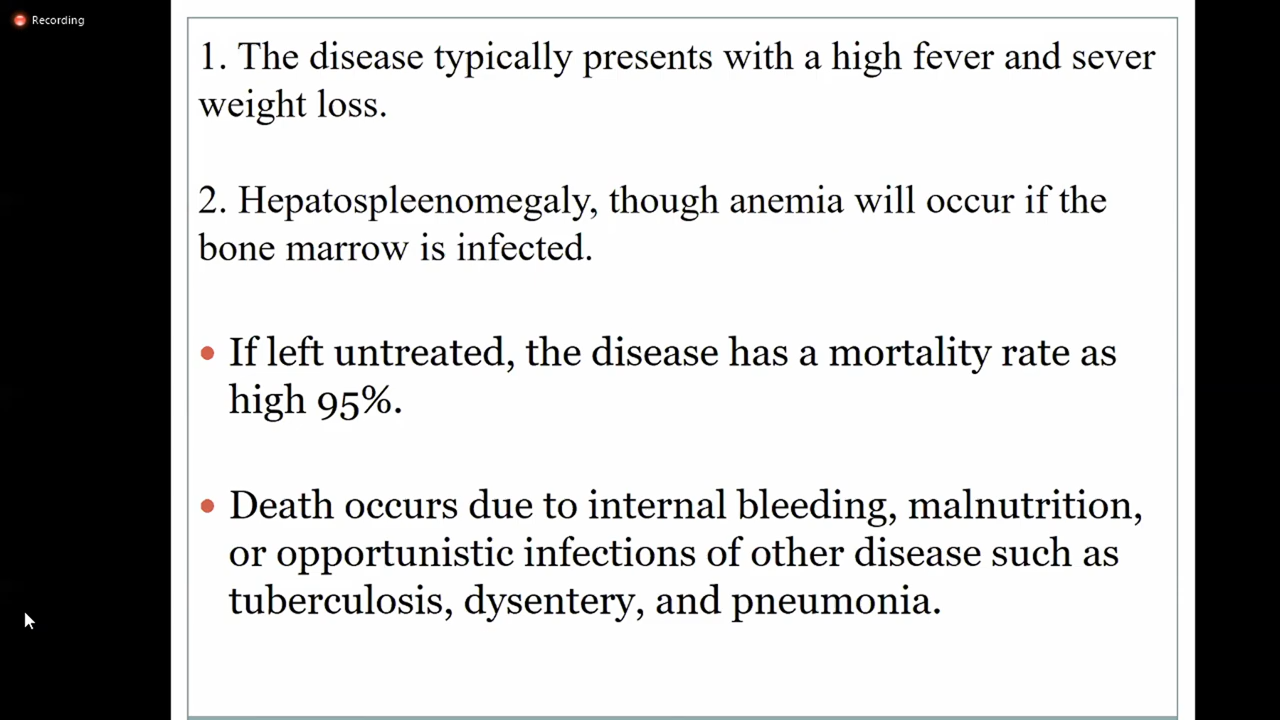 Recording
1. The disease typically presents with a high fever and sever
weight loss.
2. Hepatospleenomegaly, though anemia will occur if the
bone marrow is infected.
• If left untreated, the disease has a mortality rate as
high 95%.
• Death occurs due to internal bleeding, malnutrition,
or opportunistic infections of other disease such as
tuberculosis, dysentery, and pneumonia.